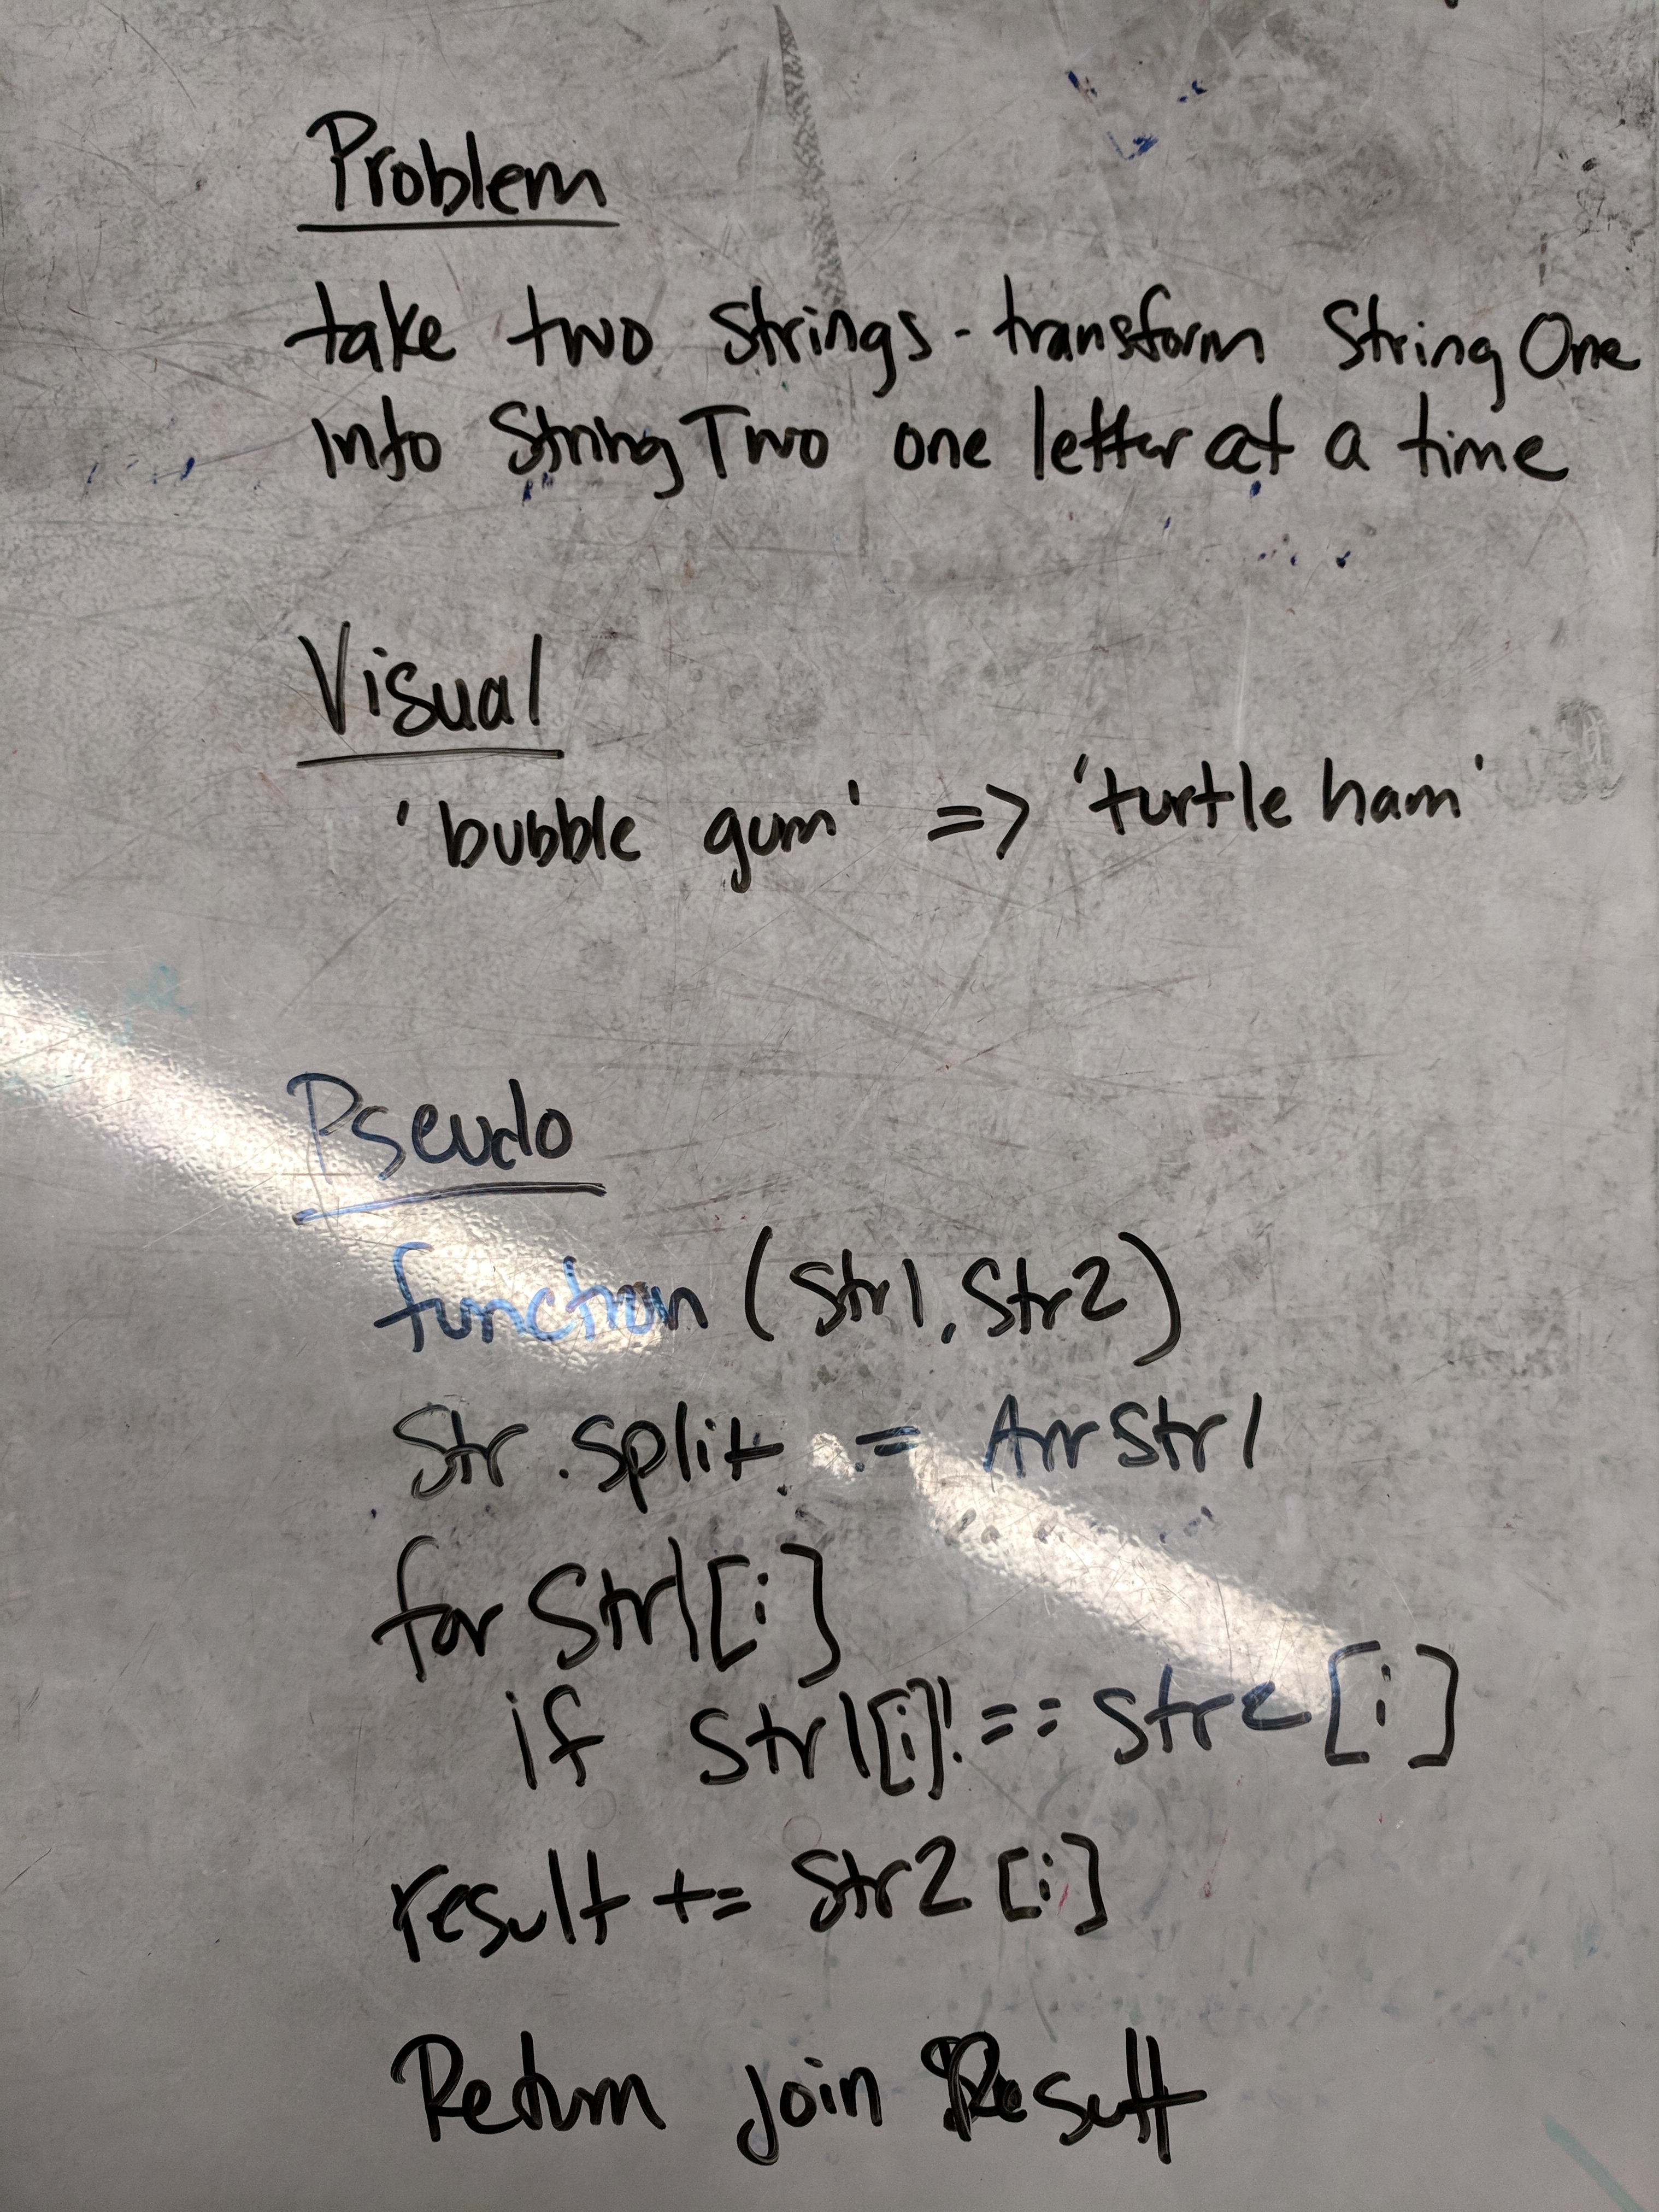 Problem
take two strings - transform String One
into String Two one letter at a time
Visual
'bubble gum' => 'turtle ham'
Pseudo
function (str1, str2)
Str.split = ArrStr1
for Str1[i]
if Str1[i] !== str2[i]
result += Str2[i]
Return join Result